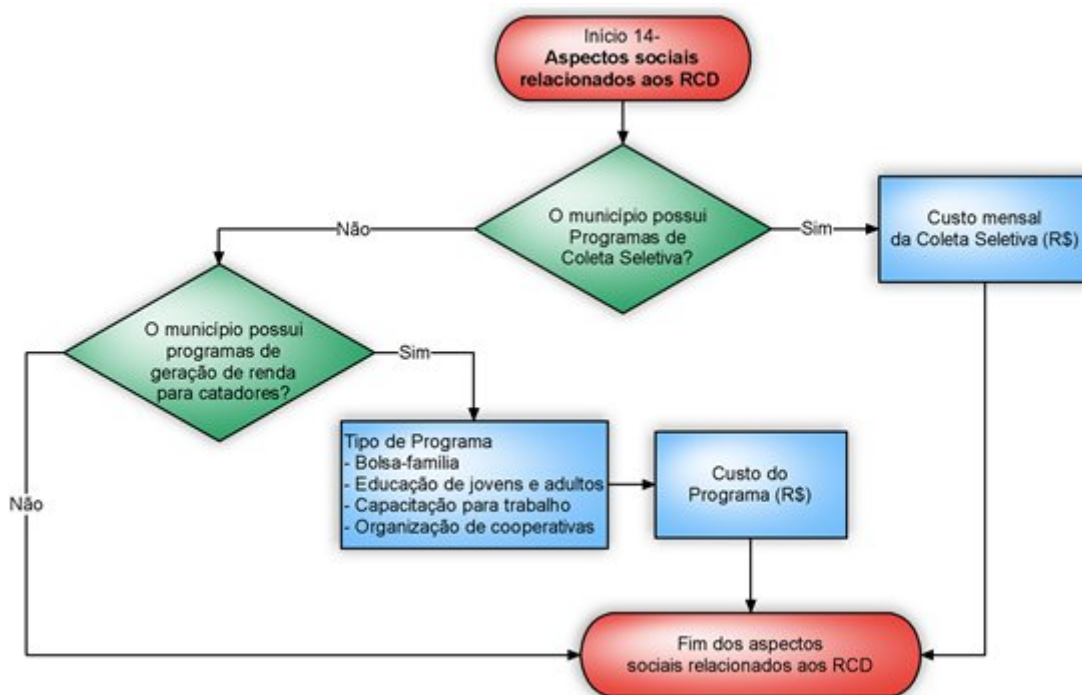 Início 14-
Aspectos sociais
relacionados aos RCD
O município possui
Programas de
Coleta Seletiva?
Não
Sim
Custo mensal
da Coleta Seletiva (R$)
O município possui
programas de
geração de renda
para catadores?
Sim
Tipo de Programa
- Bolsa-família
- Educação de jovens e adultos
- Capacitação para trabalho
- Organização de cooperativas
Custo do
Programa (R$)
Não
Fim dos aspectos
sociais relacionados aos RCD